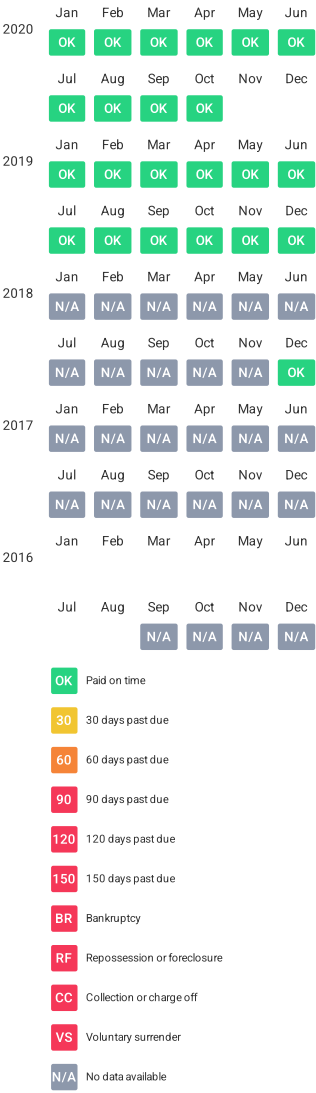 Jan Feb Mar Apr May Jun
2020
OK OK OK OK OK OK
Jul Aug Sep Oct Nov Dec
OK OK OK OK
Jan Feb Mar Apr May Jun
2019
OK OK OK OK OK OK
Jul Aug Sep Oct Nov Dec
OK OK OK OK OK OK
Jan Feb Mar Apr May Jun
2018
N/A N/A N/A N/A N/A N/A
Jul Aug Sep Oct Nov Dec
N/A N/A N/A N/A N/A OK
Jan Feb Mar Apr May Jun
2017
N/A N/A N/A N/A N/A N/A
Jul Aug Sep Oct Nov Dec
N/A N/A N/A N/A N/A N/A
Jan Feb Mar Apr May Jun
2016
Jul Aug Sep Oct Nov Dec
N/A N/A N/A N/A
OK Paid on time
30 30 days past due
60 60 days past due
90 90 days past due
120 120 days past due
150 150 days past due
BR Bankruptcy
RF Repossession or foreclosure
CC Collection or charge off
VS Voluntary surrender
N/A No data available